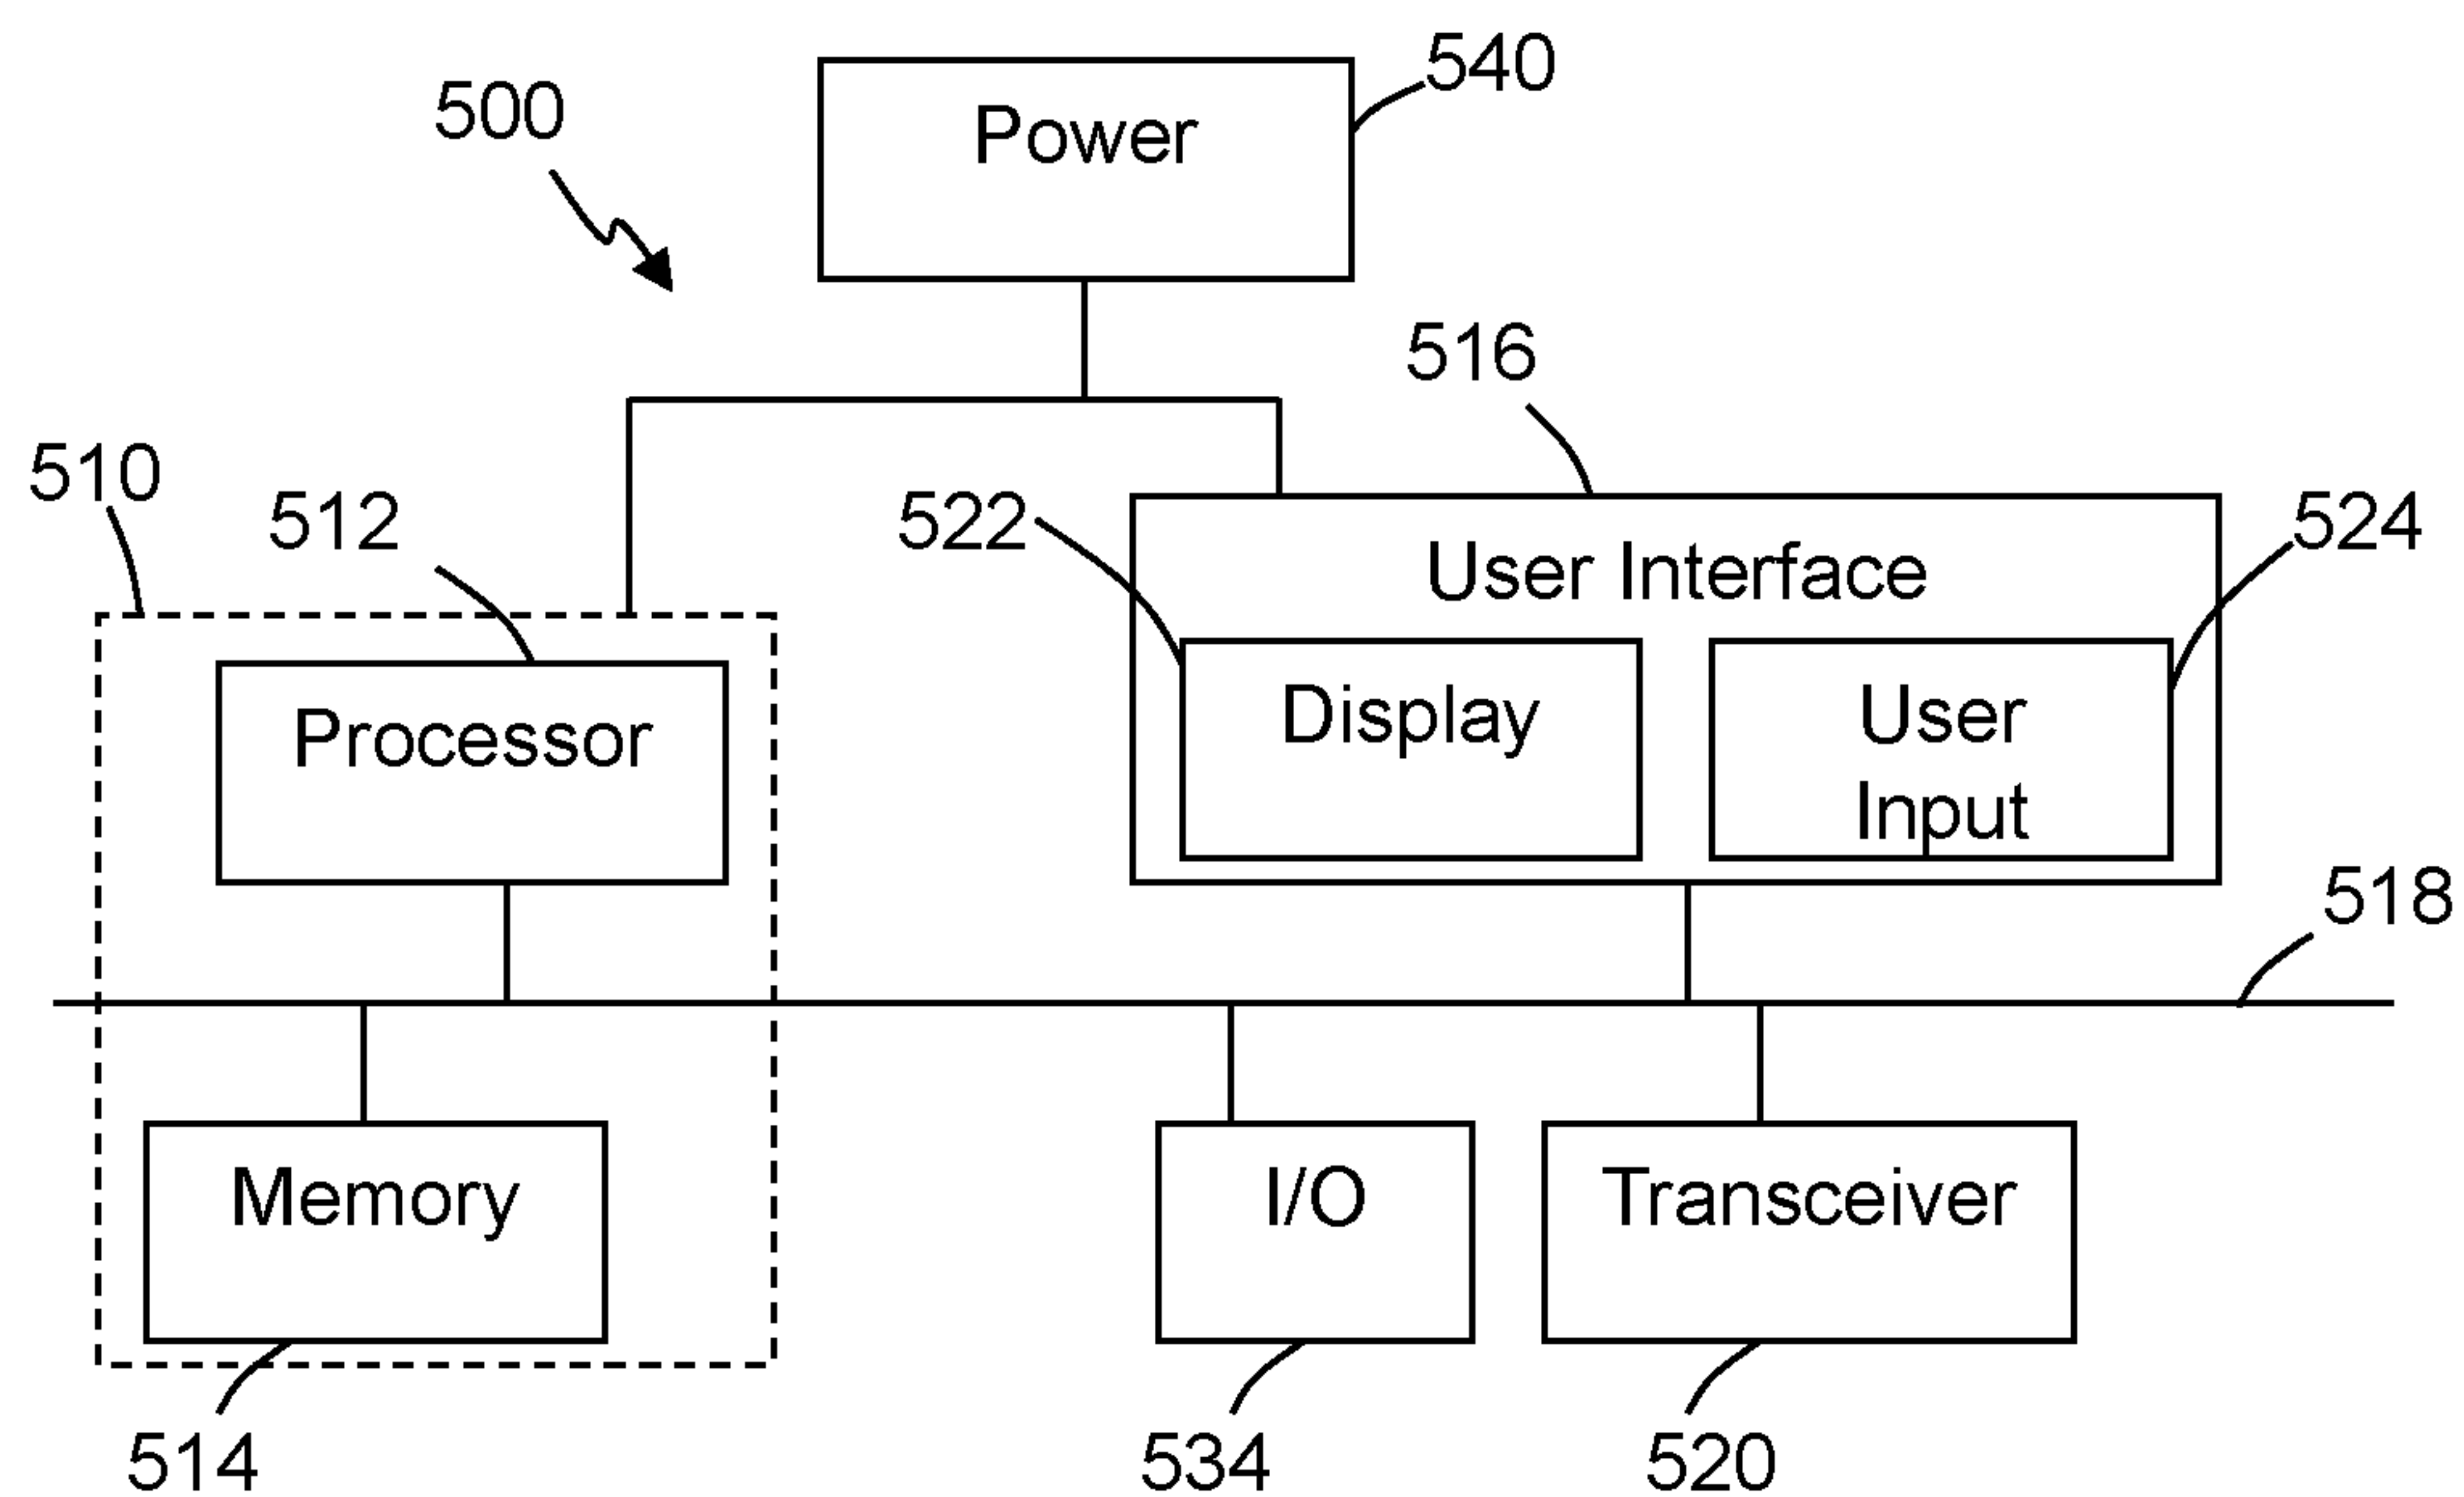 540
500
Power
516
510
512
522
524
User Interface
Processor
Display
User
Input
518
Memory
I/O
Transceiver
514
534
520